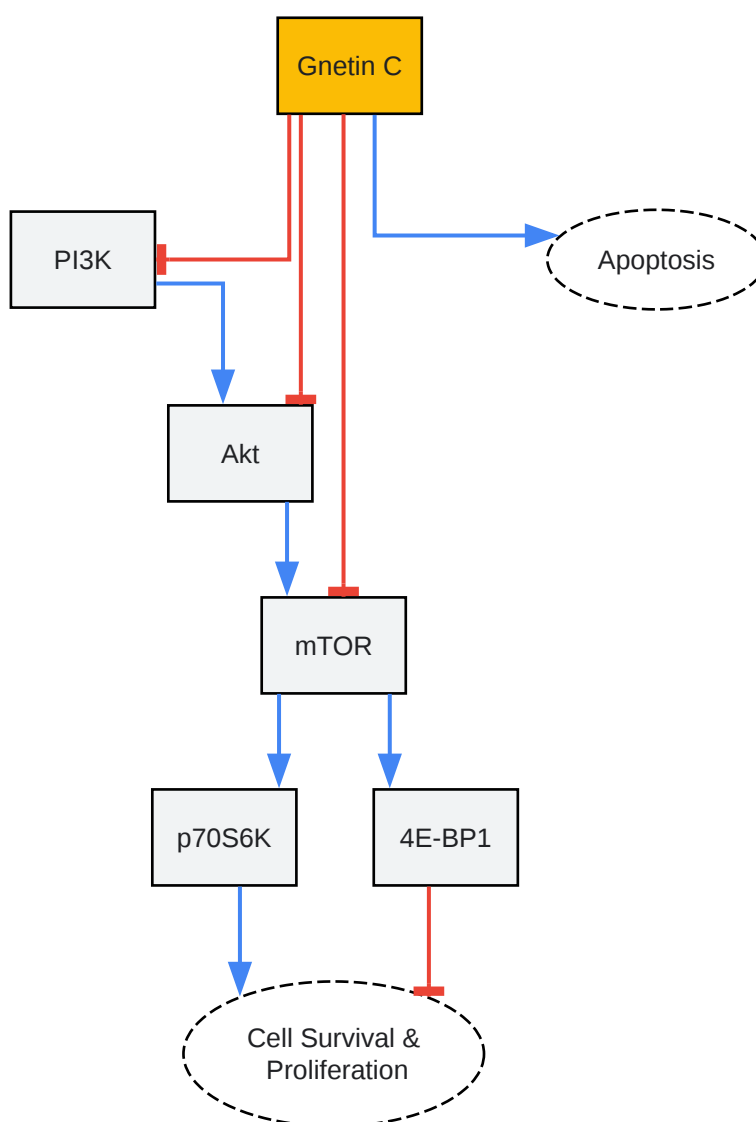 Gnetin C
PI3K
Apoptosis
Akt
mTOR
p70S6K
4E-BP1
Cell Survival &
Proliferation